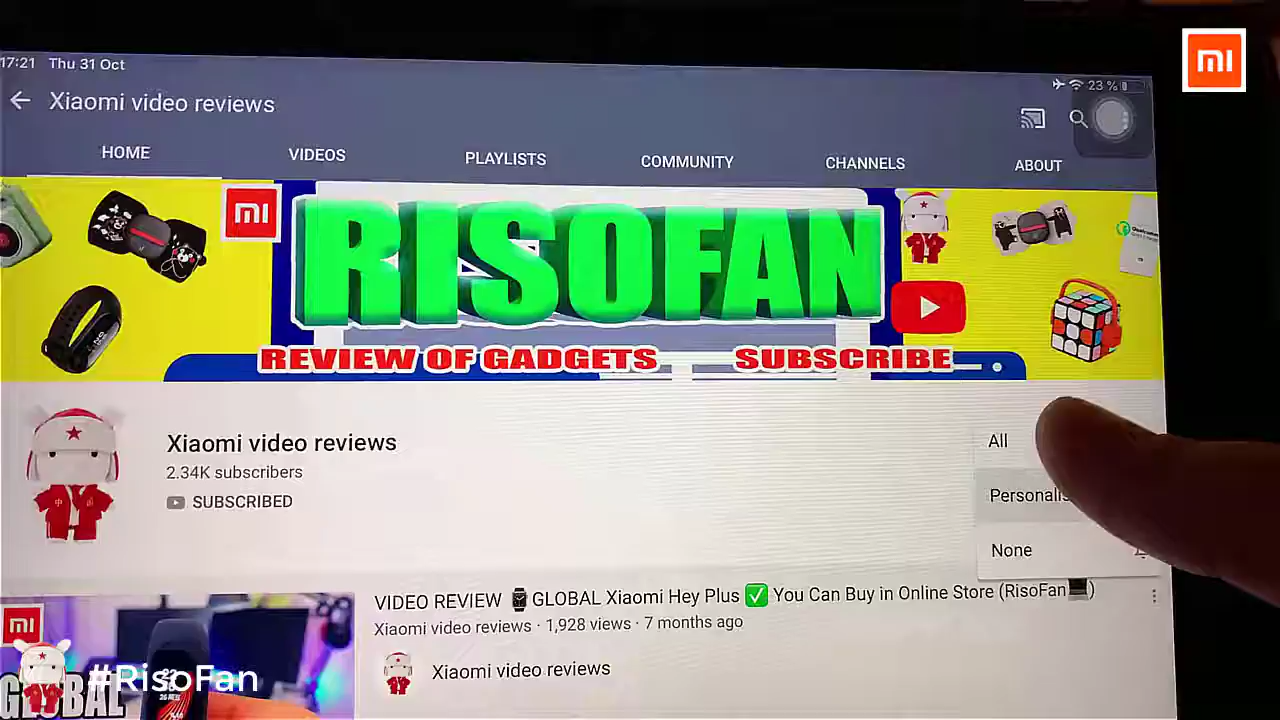 17:21 Thu 31 Oct
23 %
Xiaomi video reviews
HOME VIDEOS PLAYLISTS COMMUNITY CHANNELS ABOUT
mi
mi
RISOFAN
REVIEW OF GADGETS SUBSCRIBE
Xiaomi video reviews
2.34K subscribers
SUBSCRIBED
All
Personalis
None
VIDEO REVIEW ⌚GLOBAL Xiaomi Hey Plus ✅ You Can Buy in Online Store (RisoFan💻)
Xiaomi video reviews · 1,928 views · 7 months ago
Xiaomi video reviews
mi
GLOBAL
#RisoFan